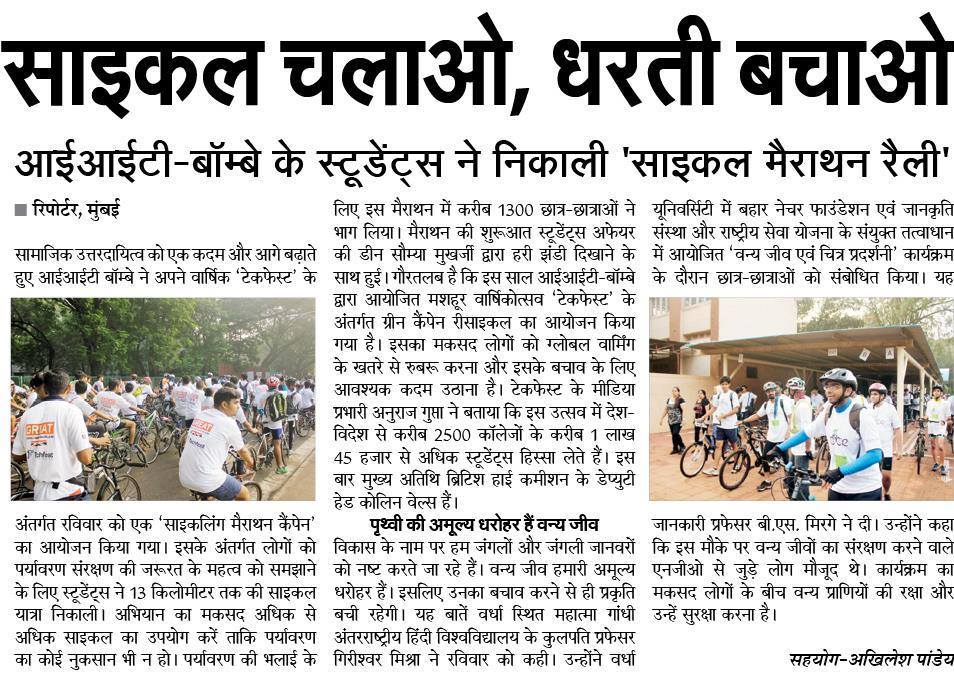 साइकल चलाओ, धरती बचाओ
आईआईटी-बॉम्बे के स्टूडेंट्स ने निकाली 'साइकल मैराथन रैली'
■ रिपोर्टर, मुंबई
सामाजिक उत्तरदायित्व को एक कदम और आगे बढ़ाते
हुए आईआईटी बॉम्बे ने अपने वार्षिक ‘टेकफेस्ट’ के
GREAT
Techfest
अंतर्गत रविवार को एक ‘साइकलिंग मैराथन कैंपेन’
का आयोजन किया गया। इसके अंतर्गत लोगों को
पर्यावरण संरक्षण की जरूरत के महत्व को समझाने
के लिए स्टूडेंट्स ने 13 किलोमीटर तक की साइकल
यात्रा निकाली। अभियान का मकसद अधिक से
अधिक साइकल का उपयोग करें ताकि पर्यावरण
का कोई नुकसान भी न हो। पर्यावरण की भलाई के
लिए इस मैराथन में करीब 1300 छात्र-छात्राओं ने
भाग लिया। मैराथन की शुरूआत स्टूडेंट्स अफेयर
की डीन सौम्या मुखर्जी द्वारा हरी झंडी दिखाने के
साथ हुई। गौरतलब है कि इस साल आईआईटी-बॉम्बे
द्वारा आयोजित मशहूर वार्षिकोत्सव ‘टेकफेस्ट’ के
अंतर्गत ग्रीन कैंपेन रीसाइकल का आयोजन किया
गया है। इसका मकसद लोगों को ग्लोबल वार्मिंग
के खतरे से रुबरू करना और इसके बचाव के लिए
आवश्यक कदम उठाना है। टेकफेस्ट के मीडिया
प्रभारी अनुराज गुप्ता ने बताया कि इस उत्सव में देश-
विदेश से करीब 2500 कॉलेजों के करीब 1 लाख
45 हजार से अधिक स्टूडेंट्स हिस्सा लेते हैं। इस
बार मुख्य अतिथि ब्रिटिश हाई कमीशन के डेप्युटी
हेड कोलिन वेल्स हैं।
पृथ्वी की अमूल्य धरोहर हैं वन्य जीव
विकास के नाम पर हम जंगलों और जंगली जानवरों
को नष्ट करते जा रहे हैं। वन्य जीव हमारी अमूल्य
धरोहर हैं। इसलिए उनका बचाव करने से ही प्रकृति
बची रहेगी। यह बातें वर्धा स्थित महात्मा गांधी
अंतरराष्ट्रीय हिंदी विश्वविद्यालय के कुलपति प्रफेसर
गिरीश्वर मिश्रा ने रविवार को कही। उन्होंने वर्धा
यूनिवर्सिटी में बहार नेचर फाउंडेशन एवं जानकृति
संस्था और राष्ट्रीय सेवा योजना के संयुक्त तत्वाधान
में आयोजित ‘वन्य जीव एवं चित्र प्रदर्शनी’ कार्यक्रम
के दौरान छात्र-छात्राओं को संबोधित किया। यह
जानकारी प्रफेसर बी.एस. मिरगे ने दी। उन्होंने कहा
कि इस मौके पर वन्य जीवों का संरक्षण करने वाले
एनजीओ से जुड़े लोग मौजूद थे। कार्यक्रम का
मकसद लोगों के बीच वन्य प्राणियों की रक्षा और
उन्हें सुरक्षा करना है।
सहयोग-अखिलेश पांडेय